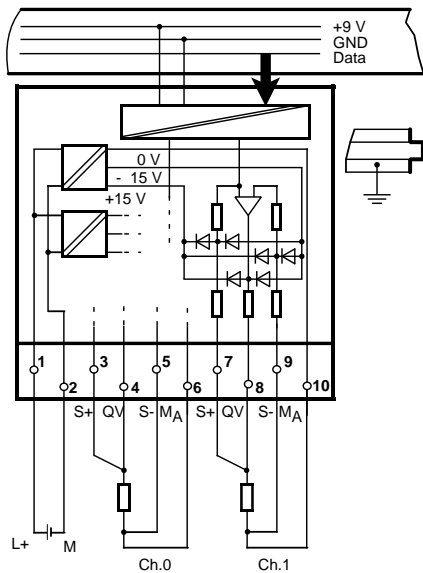 +9 V
GND
Data
0 V
- 15 V
+15 V
1 3 5 7 9
2 4 6 8 10
S+ QV S- MA S+ QV S- MA
L+ M
Ch.0 Ch.1